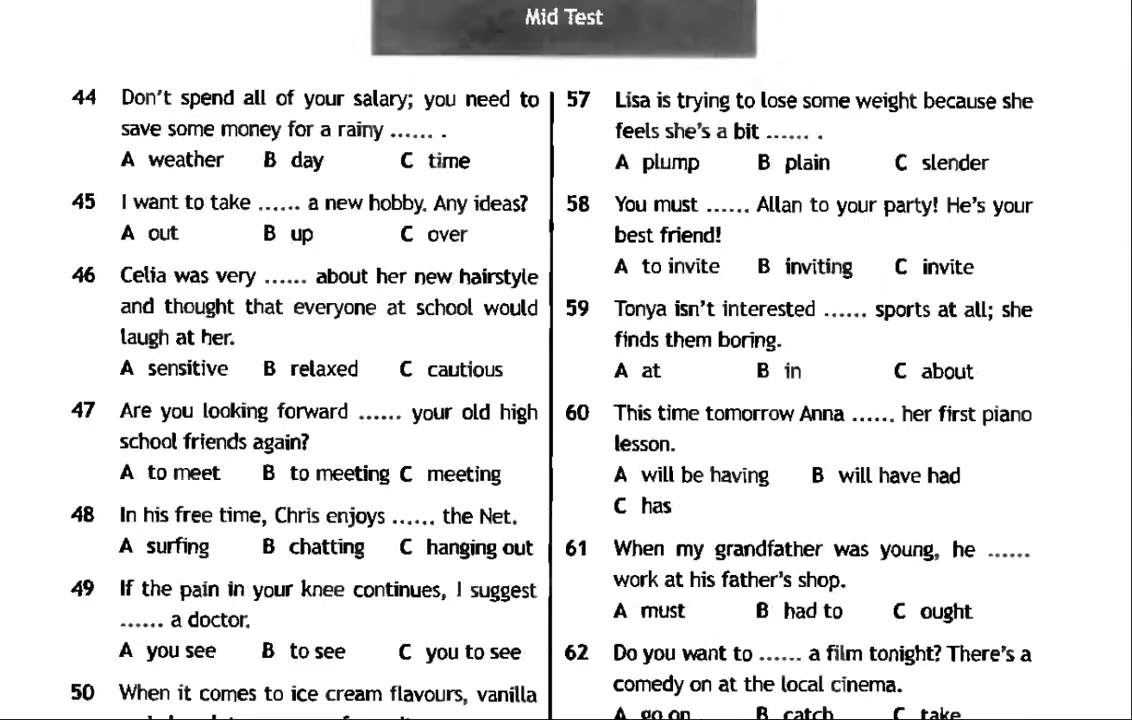 Mid Test
44 Don't spend all of your salary; you need to
save some money for a rainy ...... .
A weather B day C time
45 I want to take ...... a new hobby. Any ideas?
A out B up C over
46 Celia was very ...... about her new hairstyle
and thought that everyone at school would
laugh at her.
A sensitive B relaxed C cautious
47 Are you looking forward ...... your old high
school friends again?
A to meet B to meeting C meeting
48 In his free time, Chris enjoys ...... the Net.
A surfing B chatting C hanging out
49 If the pain in your knee continues, I suggest
...... a doctor.
A you see B to see C you to see
50 When it comes to ice cream flavours, vanilla
57 Lisa is trying to lose some weight because she
feels she's a bit ...... .
A plump B plain C slender
58 You must ...... Allan to your party! He's your
best friend!
A to invite B inviting C invite
59 Tonya isn't interested ...... sports at all; she
finds them boring.
A at B in C about
60 This time tomorrow Anna ...... her first piano
lesson.
A will be having B will have had
C has
61 When my grandfather was young, he ......
work at his father's shop.
A must B had to C ought
62 Do you want to ...... a film tonight? There's a
comedy on at the local cinema.
A go on B catch C take